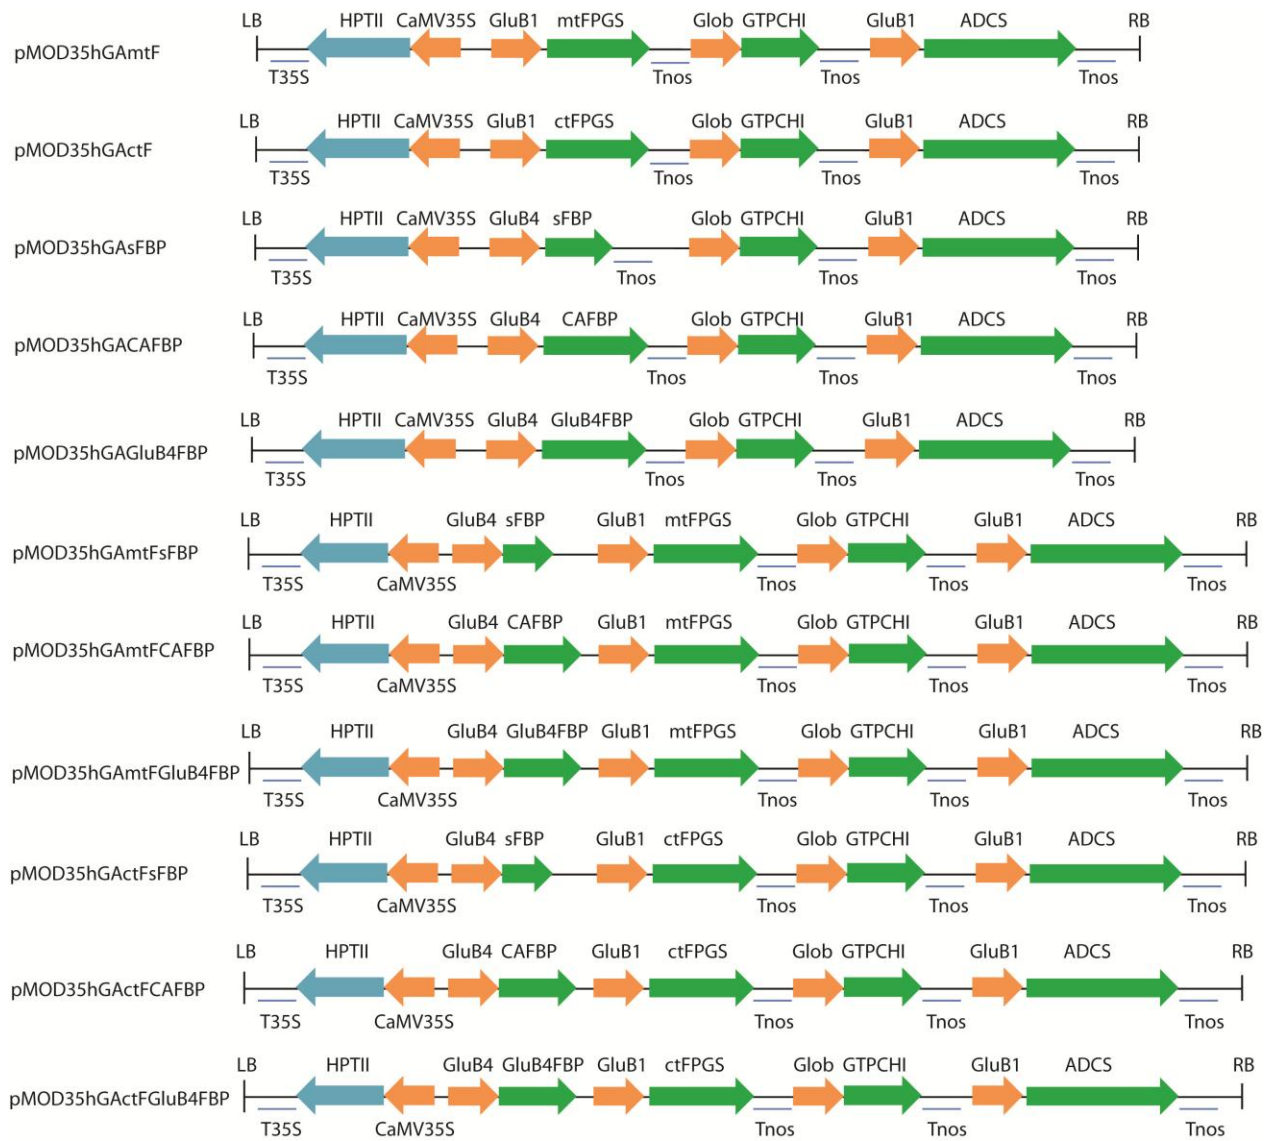 LB HPTII CaMV35S GluB1 mtFPGS Glob GTPCHI GluB1 ADCS RB
pMOD35hGAmtF
T35S Tnos Tnos Tnos
LB HPTII CaMV35S GluB1 ctFPGS Glob GTPCHI GluB1 ADCS RB
pMOD35hGActF
T35S Tnos Tnos Tnos
LB HPTII CaMV35S GluB4 sFBP Glob GTPCHI GluB1 ADCS RB
pMOD35hGAsFBP
T35S Tnos Tnos Tnos
LB HPTII CaMV35S GluB4 CAFBP Glob GTPCHI GluB1 ADCS RB
pMOD35hGACAFBP
T35S Tnos Tnos Tnos
LB HPTII CaMV35S GluB4 GluB4FBP Glob GTPCHI GluB1 ADCS RB
pMOD35hGAGluB4FBP
T35S Tnos Tnos Tnos
LB HPTII GluB4 sFBP GluB1 mtFPGS Glob GTPCHI GluB1 ADCS RB
pMOD35hGAmtFsFBP
T35S CaMV35S Tnos Tnos Tnos
LB HPTII GluB4 CAFBP GluB1 mtFPGS Glob GTPCHI GluB1 ADCS RB
pMOD35hGAmtFCAFBP
T35S CaMV35S Tnos Tnos Tnos
LB HPTII GluB4 GluB4FBP GluB1 mtFPGS Glob GTPCHI GluB1 ADCS RB
pMOD35hGAmtFGluB4FBP
T35S CaMV35S Tnos Tnos Tnos
LB HPTII GluB4 sFBP GluB1 ctFPGS Glob GTPCHI GluB1 ADCS RB
pMOD35hGActFsFBP
T35S CaMV35S Tnos Tnos Tnos
LB HPTII GluB4 CAFBP GluB1 ctFPGS Glob GTPCHI GluB1 ADCS RB
pMOD35hGActFCAFBP
T35S CaMV35S Tnos Tnos Tnos
LB HPTII GluB4 GluB4FBP GluB1 ctFPGS Glob GTPCHI GluB1 ADCS RB
pMOD35hGActFGluB4FBP
T35S CaMV35S Tnos Tnos Tnos